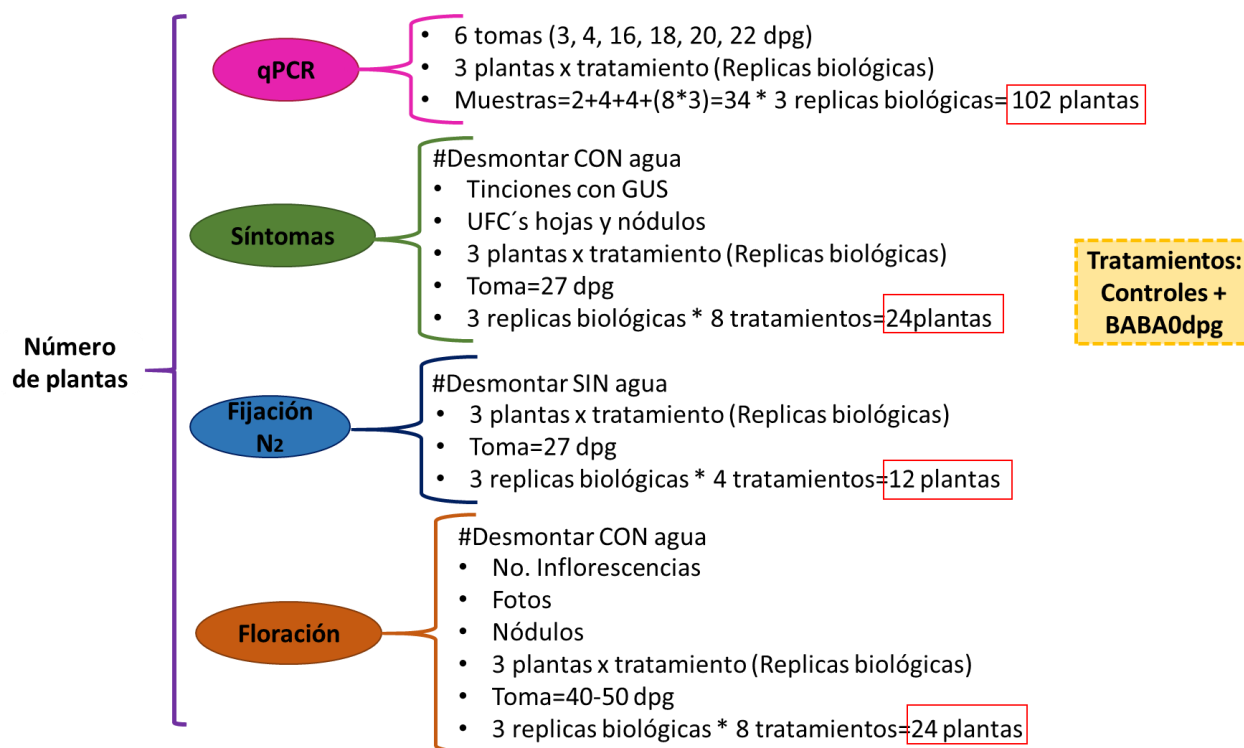 Número
de plantas
qPCR
• 6 tomas (3, 4, 16, 18, 20, 22 dpg)
• 3 plantas x tratamiento (Replicas biológicas)
• Muestras=2+4+4+(8*3)=34 * 3 replicas biológicas= 102 plantas
Síntomas
#Desmontar CON agua
• Tinciones con GUS
• UFC´s hojas y nódulos
• 3 plantas x tratamiento (Replicas biológicas)
• Toma=27 dpg
• 3 replicas biológicas * 8 tratamientos=24plantas
Fijación
N2
#Desmontar SIN agua
• 3 plantas x tratamiento (Replicas biológicas)
• Toma=27 dpg
• 3 replicas biológicas * 4 tratamientos=12 plantas
Floración
#Desmontar CON agua
• No. Inflorescencias
• Fotos
• Nódulos
• 3 plantas x tratamiento (Replicas biológicas)
• Toma=40-50 dpg
• 3 replicas biológicas * 8 tratamientos=24 plantas
Tratamientos:
Controles +
BABA0dpg